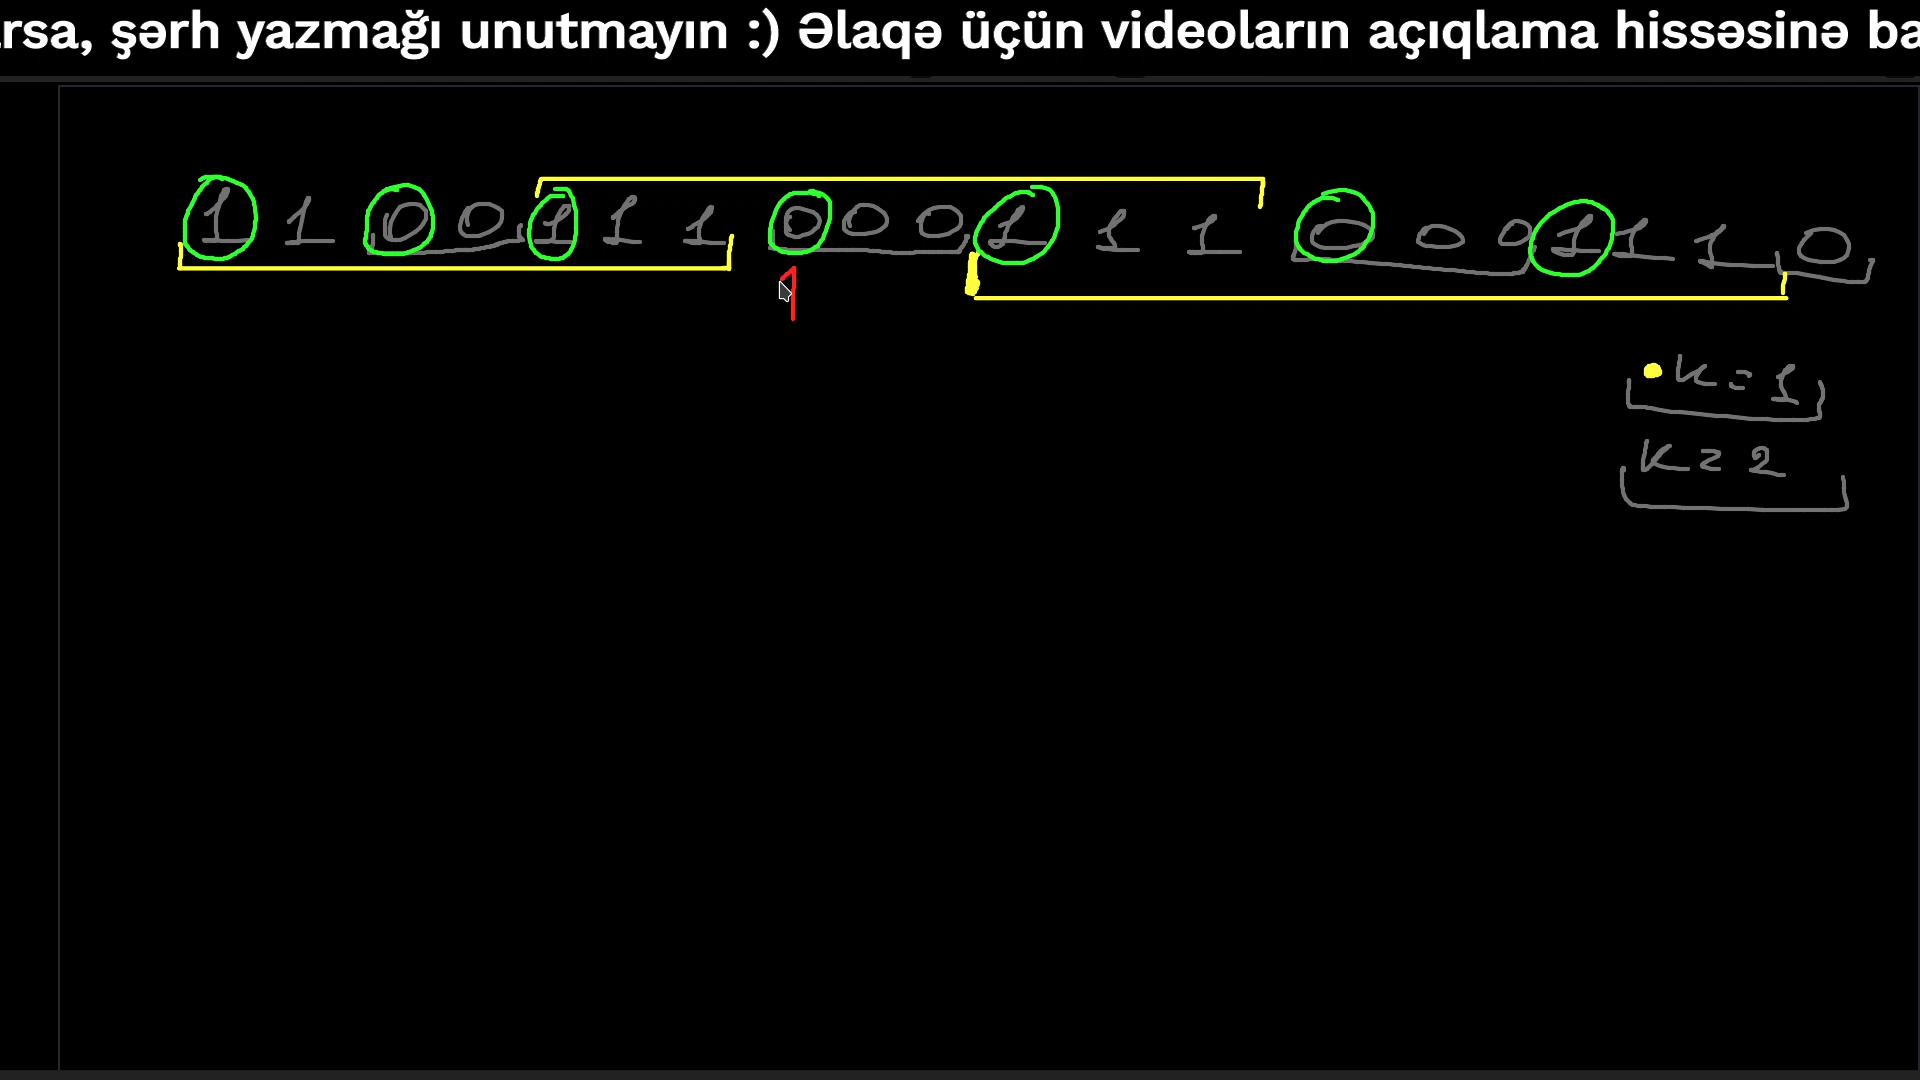 rsa, şərh yazmağı unutmayın :) Əlaqə üçün videoların açıqlama hissəsinə ba
1 1 0 0 1 1 1 0 0 0 1 1 1 0 0 0 1 1 1 0
k = 1
k = 2